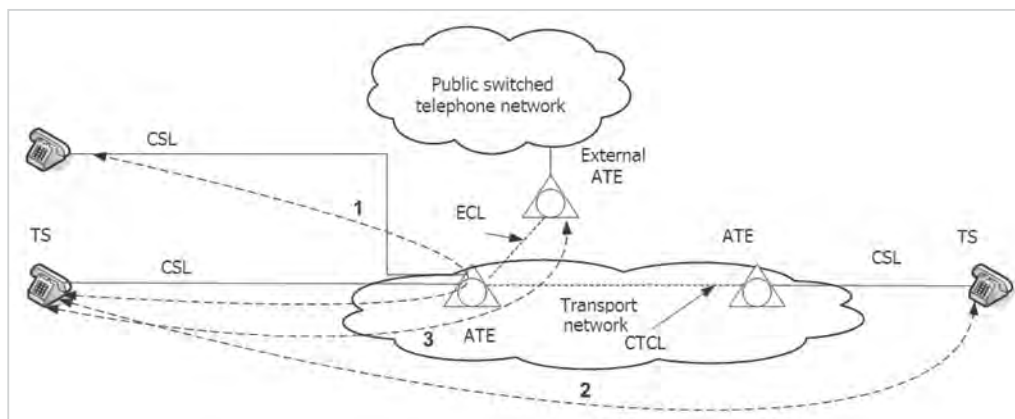 Public switched
telephone network
CSL
External
ATE
1
ECL
TS
ATE
TS
CSL
CSL
Transport
network
3
ATE
CTCL
2